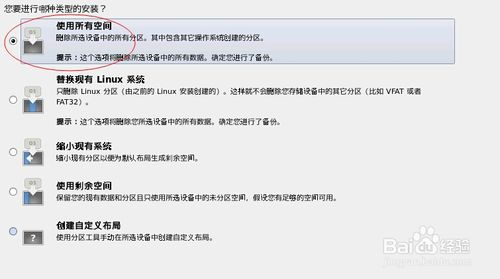 您要进行哪种类型的安装？
使用所有空间
删除所选设备中的所有分区。其中包含其它操作系统创建的分区。
提示：这个选项将删除所选设备中的所有数据。确定您进行了备份。
替换现有 Linux 系统
只删除 Linux 分区（由之前的 Linux 安装创建的）。这样就不会删除您存储设备中的其它分区（比如 VFAT 或者
FAT32）。
提示：这个选项将删除您所选设备中的所有数据。确定您进行了备份。
缩小现有系统
缩小现有分区以便为默认布局生成剩余空间。
使用剩余空间
保留您的现有数据和分区且只使用所选设备中的未分区空间，假设您有足够的空间可用。
创建自定义布局
使用分区工具手动在所选设备中创建自定义布局。
OS
OS
OS
OS
?
Bai du 经验
jingyan.baidu.com